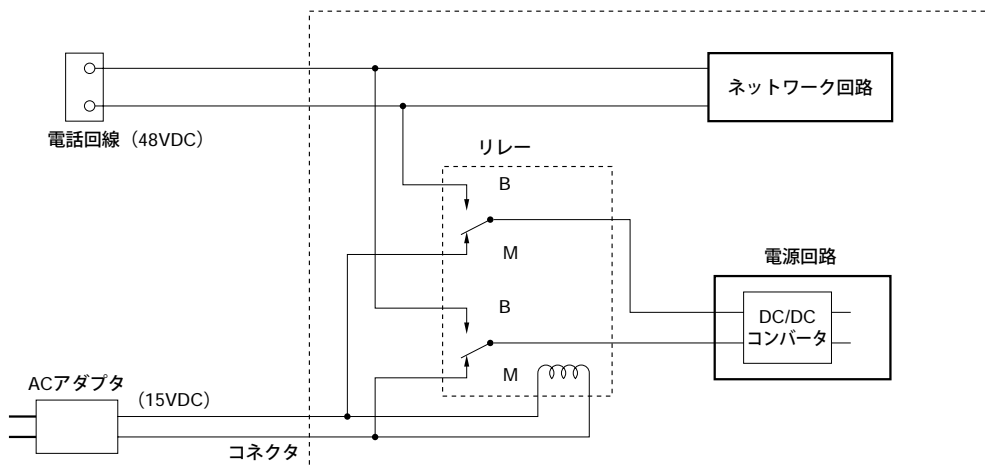 ネットワーク回路
電話回線（48VDC）
リレー
B
M
電源回路
B
DC/DC
コンバータ
M
ACアダプタ
（15VDC）
コネクタ